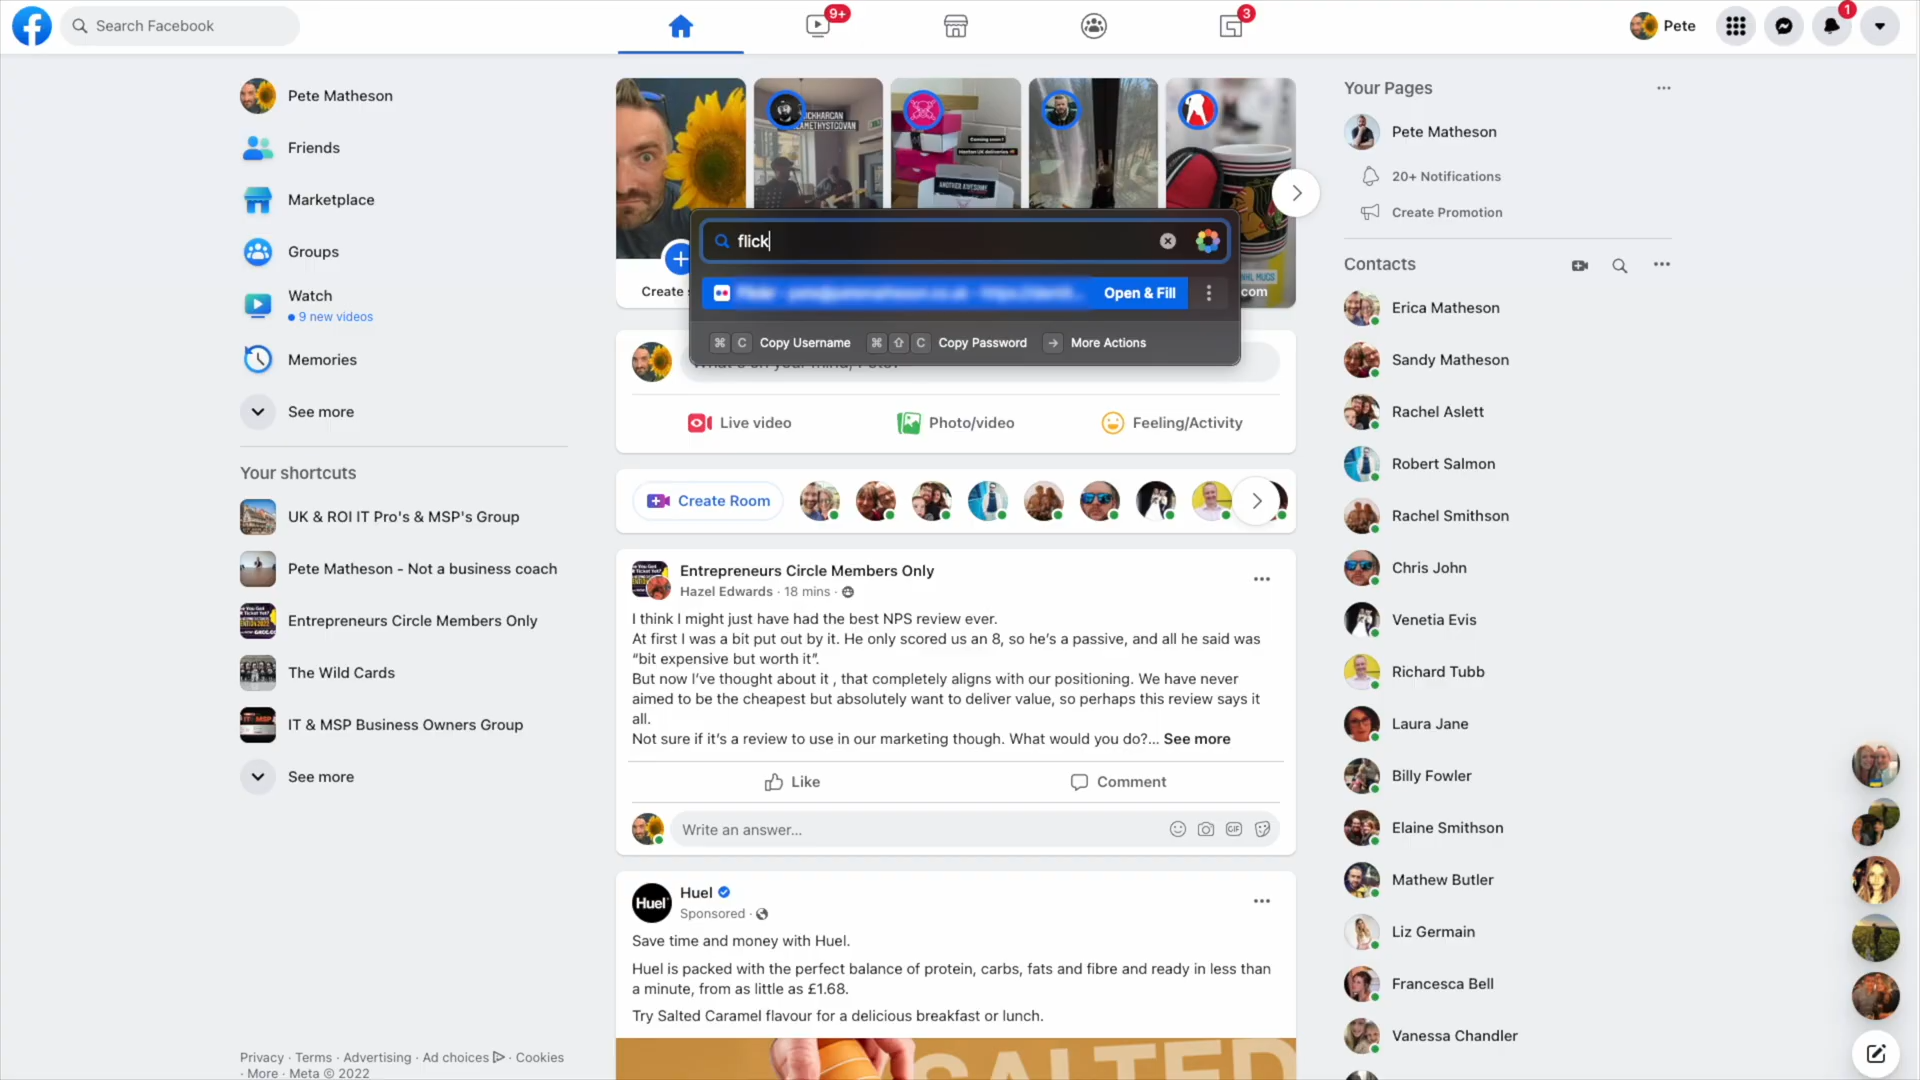 Search Facebook
9+
3
Pete
1
Pete Matheson
Friends
Marketplace
Groups
Watch
9 new videos
Memories
See more
Your shortcuts
UK & ROI IT Pro's & MSP's Group
Pete Matheson - Not a business coach
Entrepreneurs Circle Members Only
The Wild Cards
IT & MSP Business Owners Group
See more
Privacy · Terms · Advertising · Ad choices · Cookies
· More · Meta © 2022
flick
Open & Fill
⌘ C Copy Username ⌘ ⇧ C Copy Password → More Actions
Live video
Photo/video
Feeling/Activity
Create Room
Entrepreneurs Circle Members Only
Hazel Edwards · 18 mins ·
I think I might just have had the best NPS review ever.
At first I was a bit put out by it. He only scored us an 8, so he's a passive, and all he said was
“bit expensive but worth it”.
But now I've thought about it , that completely aligns with our positioning. We have never
aimed to be the cheapest but absolutely want to deliver value, so perhaps this review says it
all.
Not sure if it's a review to use in our marketing though. What would you do?... See more
Like
Comment
Write an answer...
GIF
Huel
Huel
Sponsored ·
Save time and money with Huel.
Huel is packed with the perfect balance of protein, carbs, fats and fibre and ready in less than
a minute, from as little as £1.68.
Try Salted Caramel flavour for a delicious breakfast or lunch.
SALTED
Your Pages
Pete Matheson
20+ Notifications
Create Promotion
Contacts
Erica Matheson
Sandy Matheson
Rachel Aslett
Robert Salmon
Rachel Smithson
Chris John
Venetia Evis
Richard Tubb
Laura Jane
Billy Fowler
Elaine Smithson
Mathew Butler
Liz Germain
Francesca Bell
Vanessa Chandler